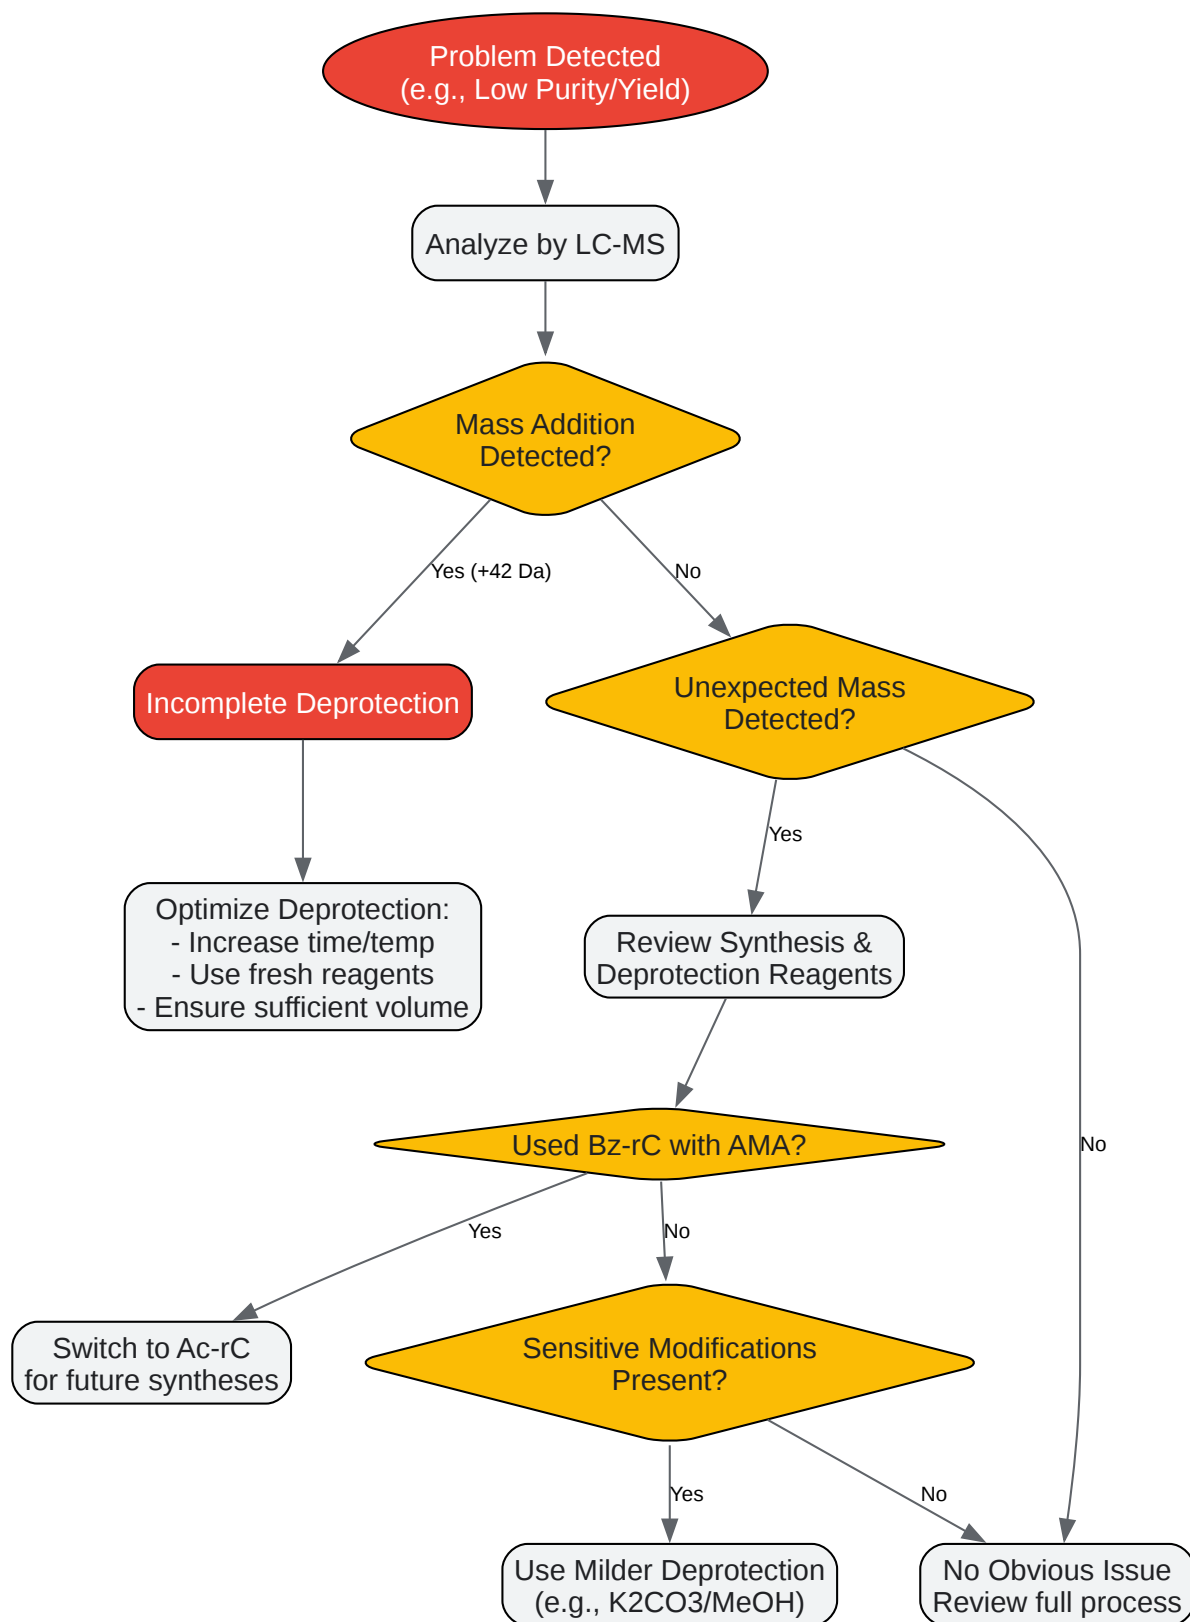 Problem Detected
(e.g., Low Purity/Yield)
Analyze by LC-MS
Mass Addition
Detected?
Yes (+42 Da)
No
Incomplete Deprotection
Unexpected Mass
Detected?
Yes
Optimize Deprotection:
- Increase time/temp
- Use fresh reagents
- Ensure sufficient volume
Review Synthesis &
Deprotection Reagents
Used Bz-rC with AMA?
No
Yes
No
Switch to Ac-rC
for future syntheses
Sensitive Modifications
Present?
Yes
No
Use Milder Deprotection
(e.g., K2CO3/MeOH)
No Obvious Issue
Review full process